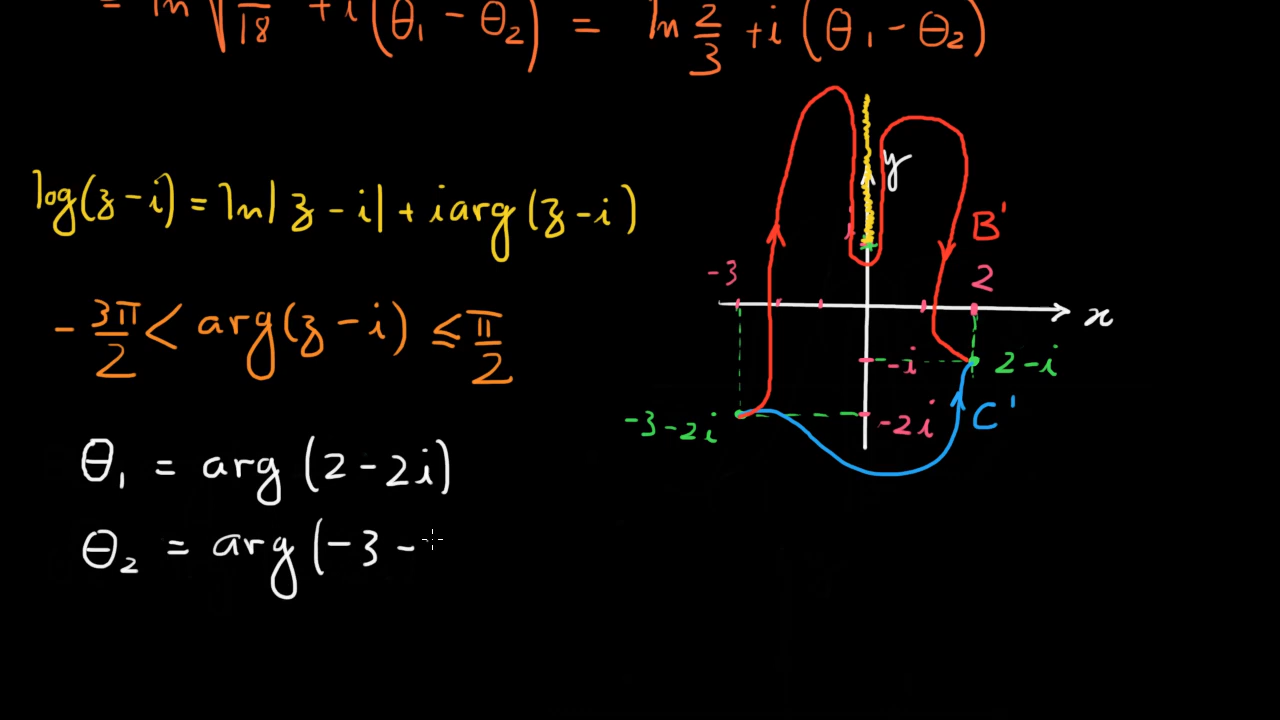 = ln √/18 + i(θ₁ - θ₂) = ln 2/3 + i(θ₁ - θ₂)
log(z - i) = ln|z - i| + i arg(z - i)
- 3π/2 < arg(z - i) ≤ π/2
θ₁ = arg(2 - 2i)
θ₂ = arg(-3 -
y
i
B'
-3
2
x
-i
2 - i
-3 - 2i
-2i
C'